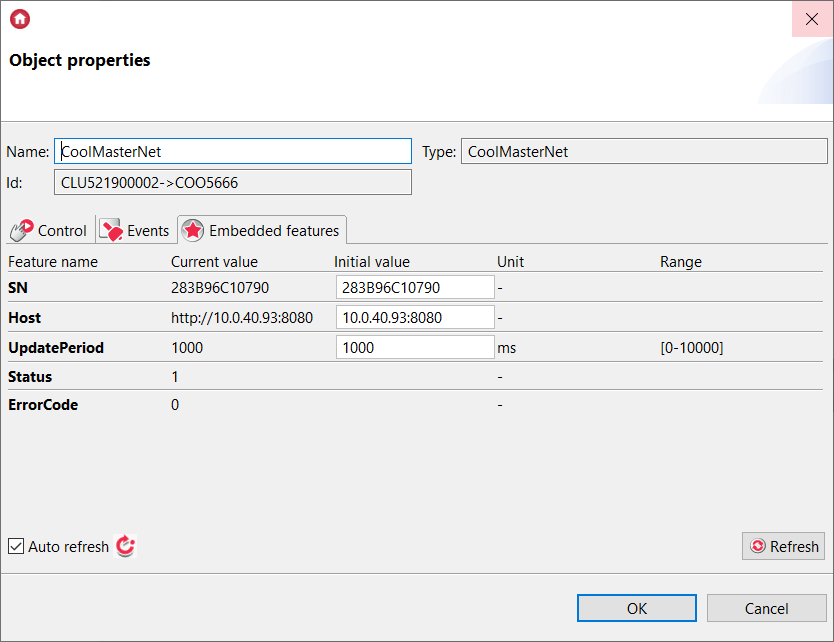 Object properties
Name: CoolMasterNet Type: CoolMasterNet
Id: CLU521900002->COO5666
Control Events Embedded features
Feature name Current value Initial value Unit Range
SN 283B96C10790 283B96C10790 -
Host http://10.0.40.93:8080 10.0.40.93:8080 -
UpdatePeriod 1000 1000 ms [0-10000]
Status 1 -
ErrorCode 0 -
Auto refresh Refresh
OK Cancel